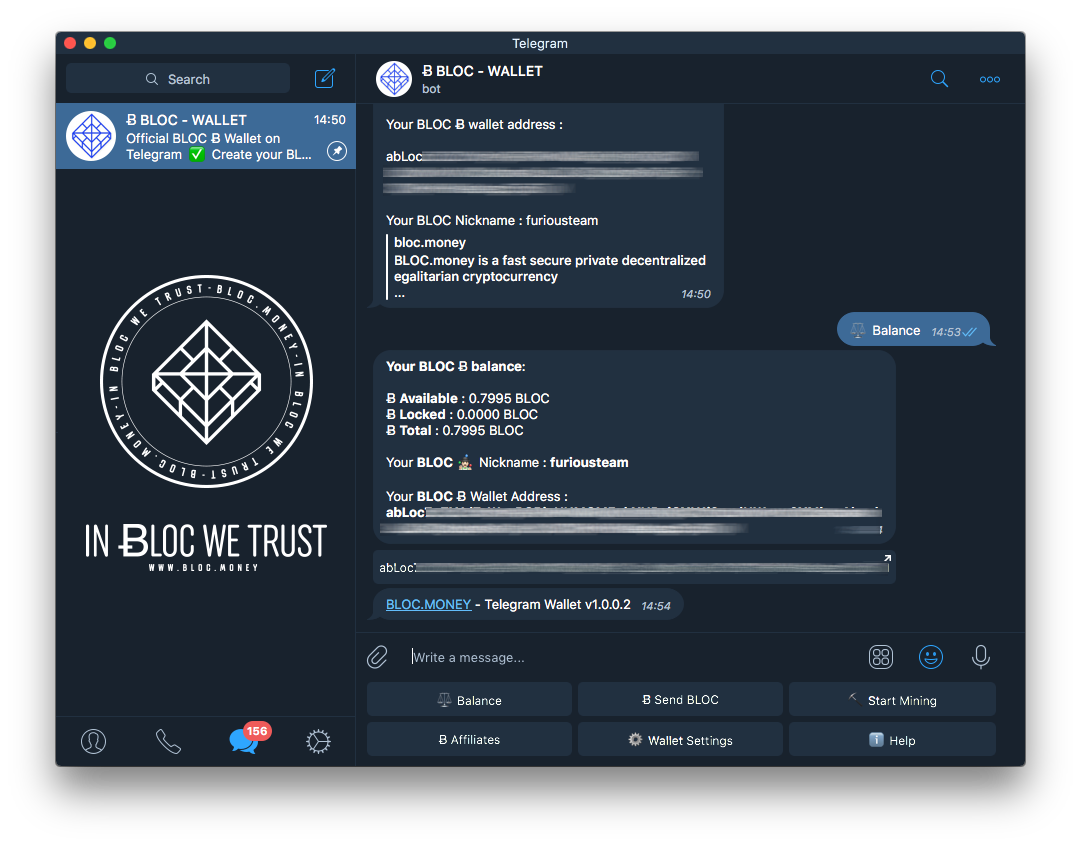 Telegram
Search
Ƀ BLOC - WALLET
14:50
Official BLOC Ƀ Wallet on
Telegram ✅ Create your BL...
IN BLOC WE TRUST-BLOC.MONEY-IN BLOC WE TRUST-BLOC.MONEY-
IN ɃLOC WE TRUST
WWW.BLOC.MONEY
156
Ƀ BLOC - WALLET
bot
Your BLOC Ƀ wallet address :
abLoc
Your BLOC Nickname : furiousteam
bloc.money
BLOC.money is a fast secure private decentralized
egalitarian cryptocurrency
...
14:50
Balance 14:53
Your BLOC Ƀ balance:
Ƀ Available : 0.7995 BLOC
Ƀ Locked : 0.0000 BLOC
Ƀ Total : 0.7995 BLOC
Your BLOC Nickname : furiousteam
Your BLOC Ƀ Wallet Address :
abLoc
abLoc
BLOC.MONEY - Telegram Wallet v1.0.0.2 14:54
Write a message...
Balance
Ƀ Send BLOC
Start Mining
Ƀ Affiliates
Wallet Settings
Help